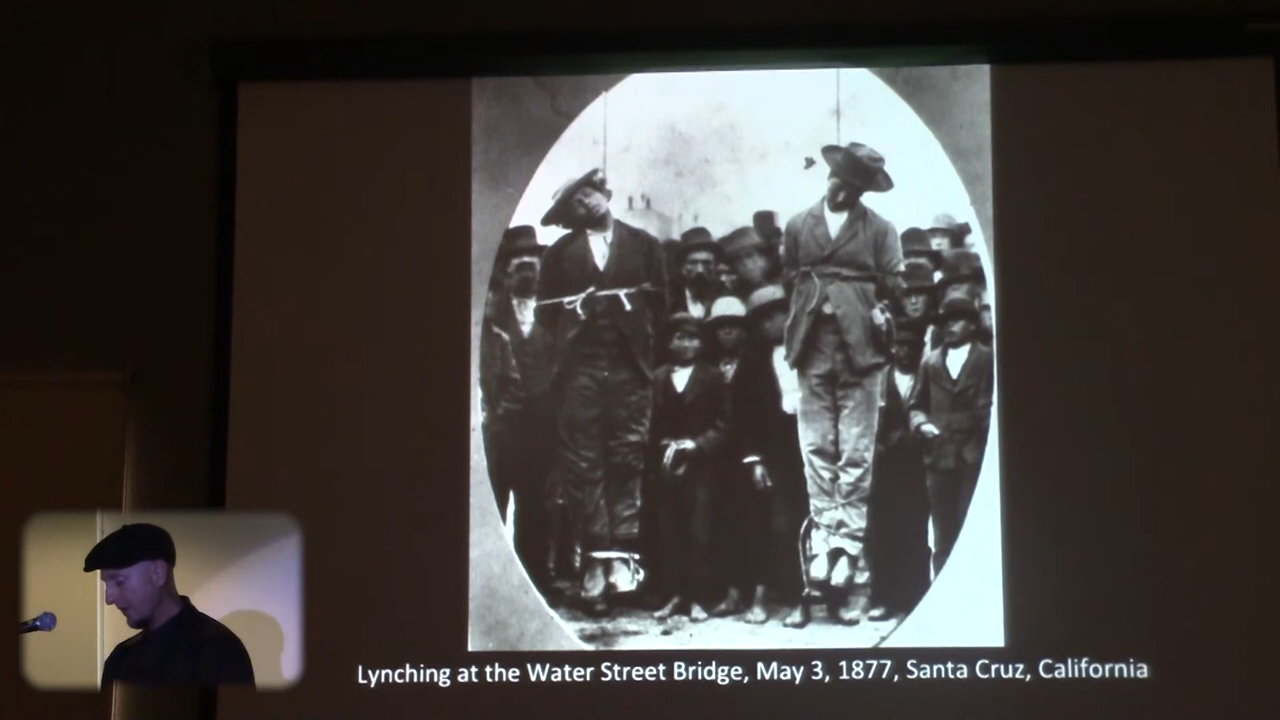 Lynching at the Water Street Bridge, May 3, 1877, Santa Cruz, California